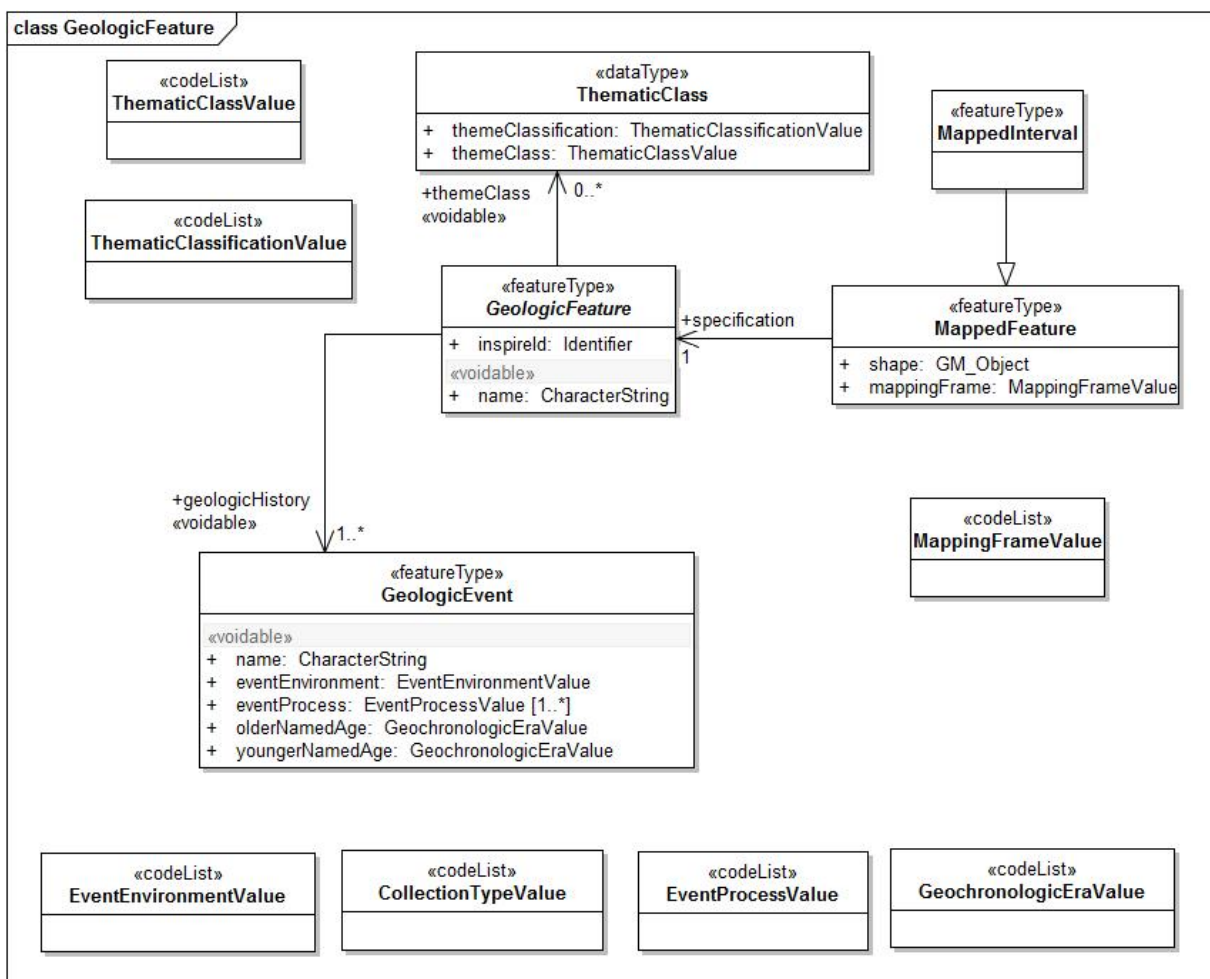 class GeologicFeature
«codeList»
ThematicClassValue
«dataType»
ThematicClass
+ themeClassification: ThematicClassificationValue
+ themeClass: ThematicClassValue
«featureType»
MappedInterval
«codeList»
ThematicClassificationValue
+themeClass
«voidable»
0..*
«featureType»
GeologicFeature
+ inspireId: Identifier
«voidable»
+ name: CharacterString
+specification
1
«featureType»
MappedFeature
+ shape: GM_Object
+ mappingFrame: MappingFrameValue
+geologicHistory
«voidable»
1..*
«codeList»
MappingFrameValue
«featureType»
GeologicEvent
«voidable»
+ name: CharacterString
+ eventEnvironment: EventEnvironmentValue
+ eventProcess: EventProcessValue [1..*]
+ olderNamedAge: GeochronologicEraValue
+ youngerNamedAge: GeochronologicEraValue
«codeList»
EventEnvironmentValue
«codeList»
CollectionTypeValue
«codeList»
EventProcessValue
«codeList»
GeochronologicEraValue